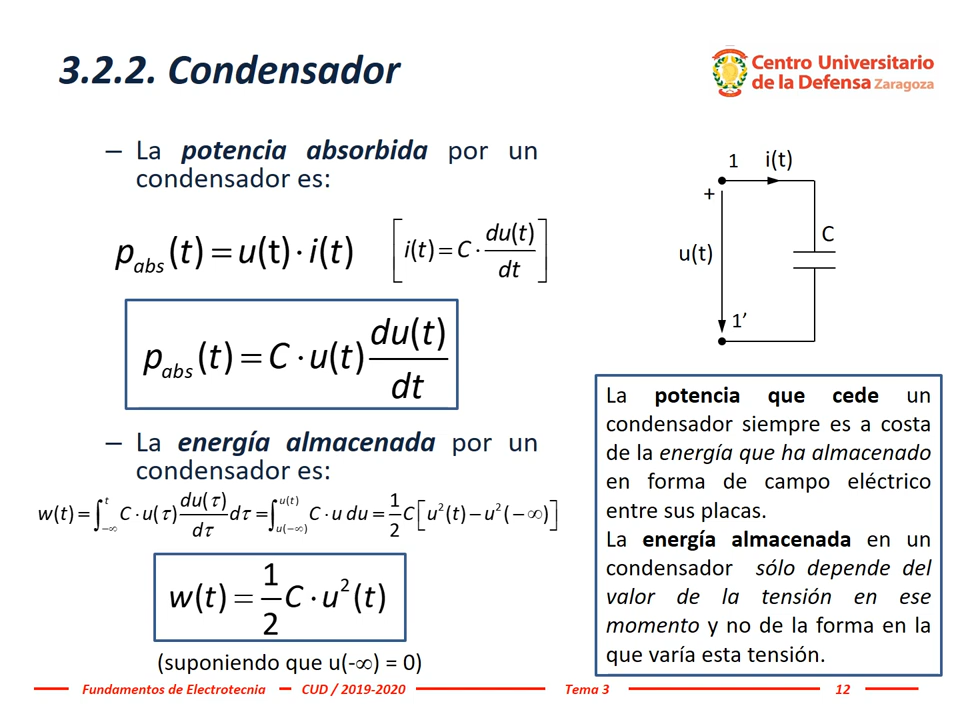 3.2.2. Condensador
Centro Universitario
de la Defensa Zaragoza
– La potencia absorbida por un
condensador es:
p_abs(t) = u(t) · i(t) [i(t) = C · du(t)/dt]
p_abs(t) = C · u(t) du(t)/dt
– La energía almacenada por un
condensador es:
w(t) = ∫_{-∞}^{t} C · u(τ) du(τ)/dτ dτ = ∫_{u(-∞)}^{u(t)} C · u du = 1/2 C [u²(t) – u²(– ∞)]
w(t) = 1/2 C · u²(t)
(suponiendo que u(-∞) = 0)
1 i(t)
+
C
u(t)
1’
La potencia que cede un
condensador siempre es a costa
de la energía que ha almacenado
en forma de campo eléctrico
entre sus placas.
La energía almacenada en un
condensador sólo depende del
valor de la tensión en ese
momento y no de la forma en la
que varía esta tensión.
Fundamentos de Electrotecnia – CUD / 2019-2020 Tema 3 12